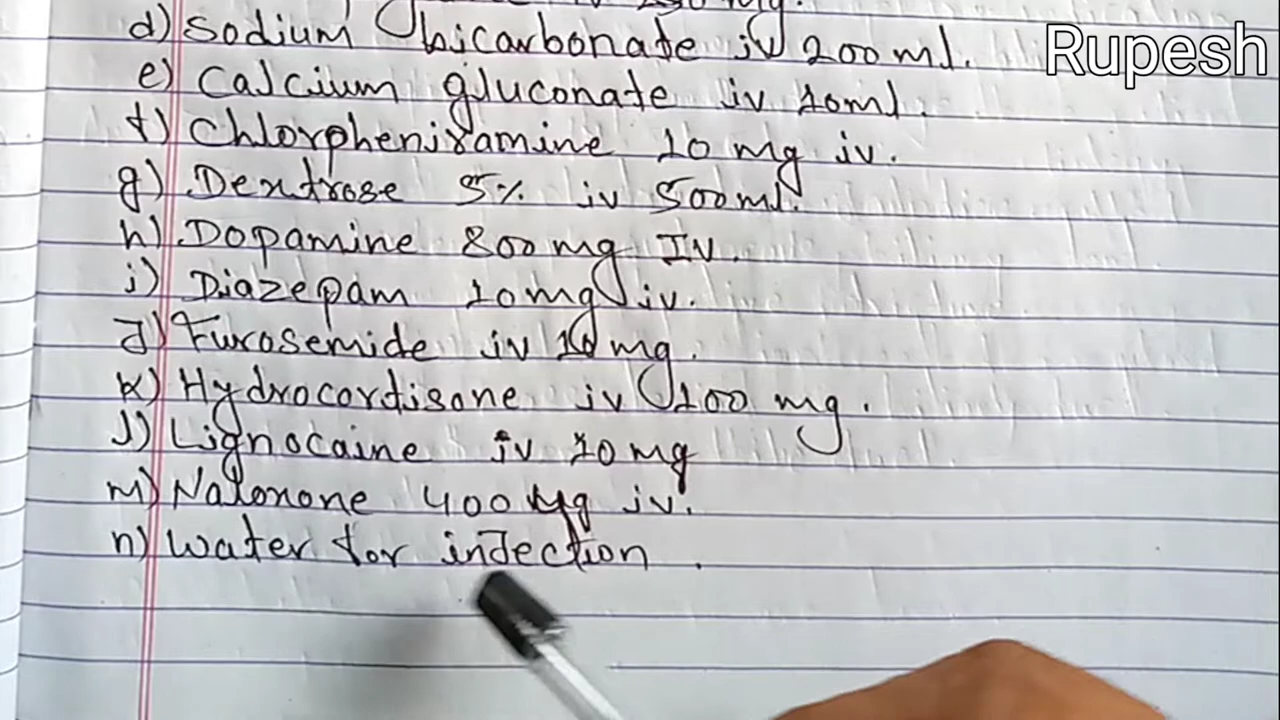 d) Sodium bicarbonate iv 200ml.
Rupesh
e) Calcium gluconate iv 10ml.
f) Chlorpheniramine 10 mg iv.
g) Dextrose 5% iv 500ml.
h) Dopamine 800mg IV.
i) Diazepam 10mg iv.
J) Furosemide iv 10 mg.
k) Hydrocortisone iv 100 mg.
l) Lignocaine iv 10mg
m) Naloxone 400 μg iv.
n) Water for injection.